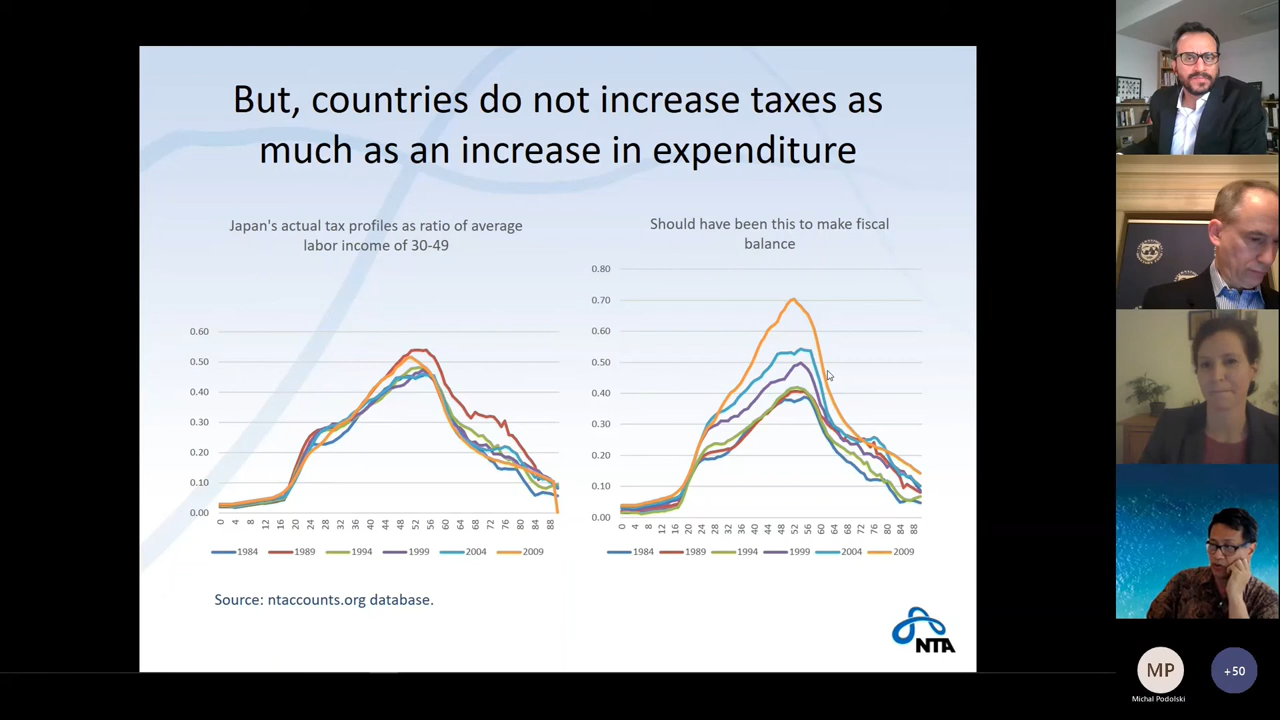 But, countries do not increase taxes as
much as an increase in expenditure
Japan's actual tax profiles as ratio of average
labor income of 30-49
0.60
0.50
0.40
0.30
0.20
0.10
0.00
0 4 8 12 16 20 24 28 32 36 40 44 48 52 56 60 64 68 72 76 80 84 88
1984 1989 1994 1999 2004 2009
Should have been this to make fiscal
balance
0.80
0.70
0.60
0.50
0.40
0.30
0.20
0.10
0.00
0 4 8 12 16 20 24 28 32 36 40 44 48 52 56 60 64 68 72 76 80 84 88
1984 1989 1994 1999 2004 2009
Source: ntaccounts.org database.
NTA
MP
Michal Podolski
+50